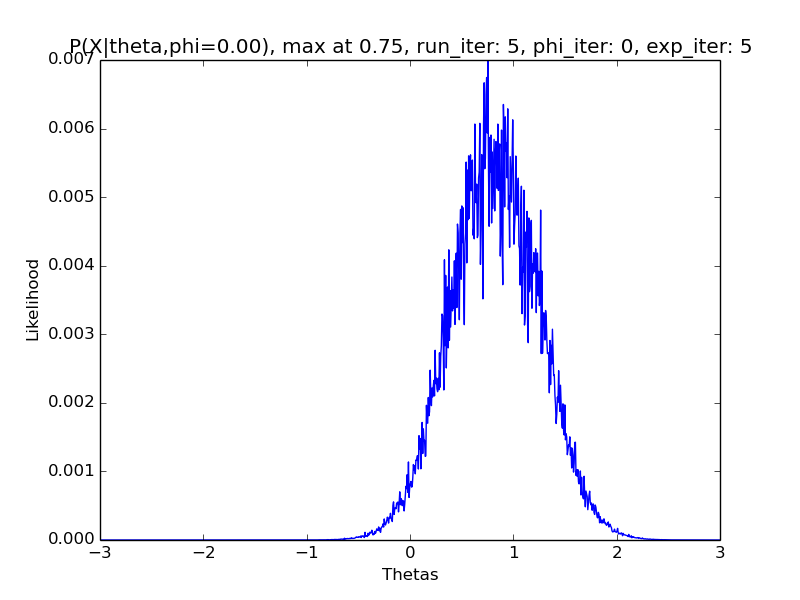 P(X|theta,phi=0.00), max at 0.75, run_iter: 5, phi_iter: 0, exp_iter: 5
0.007
0.006
0.005
0.004
0.003
0.002
0.001
0.000
Likelihood
−3 −2 −1 0 1 2 3
Thetas